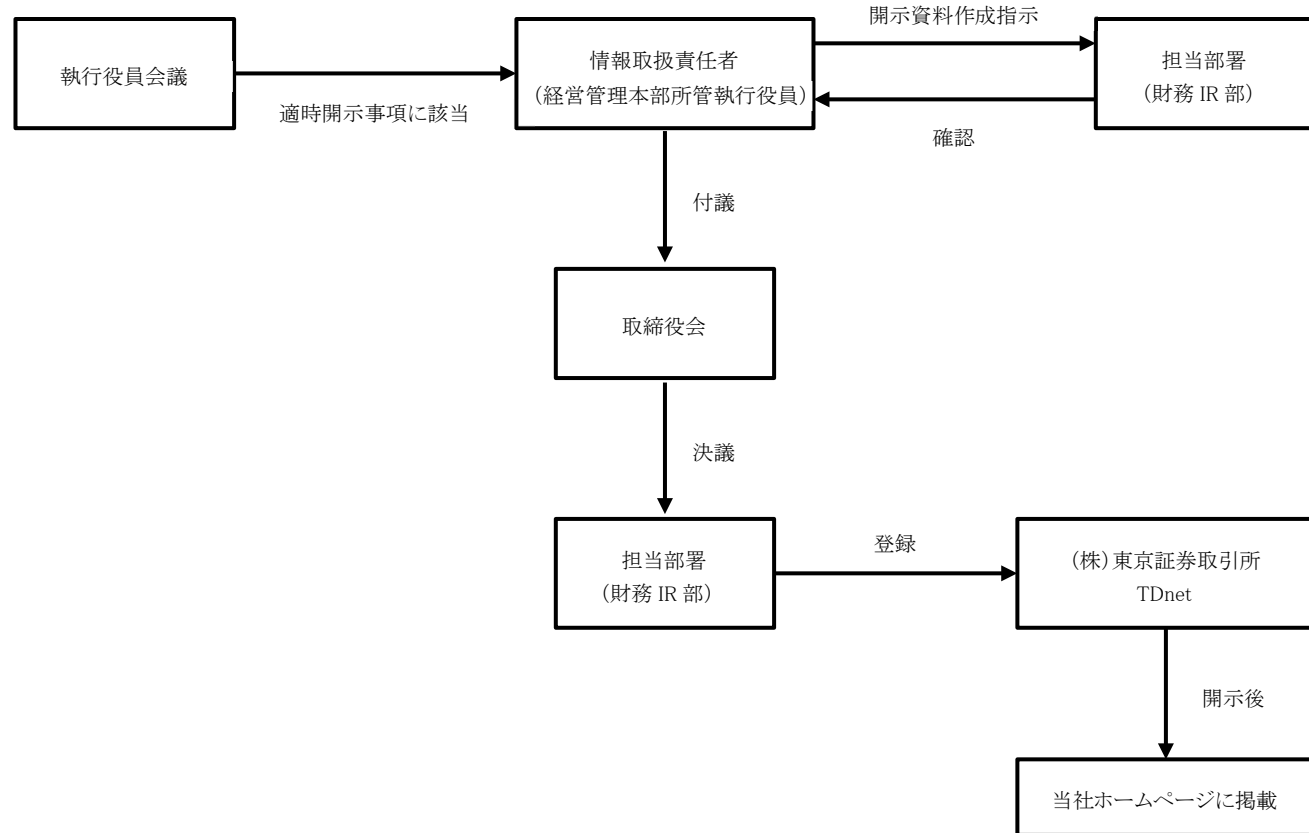 開示資料作成指示
執行役員会議
情報取扱責任者
（経営管理本部所管執行役員）
担当部署
（財務 IR 部）
適時開示事項に該当
確認
付議
取締役会
決議
担当部署
（財務 IR 部）
登録
（株）東京証券取引所
TDnet
開示後
当社ホームページに掲載